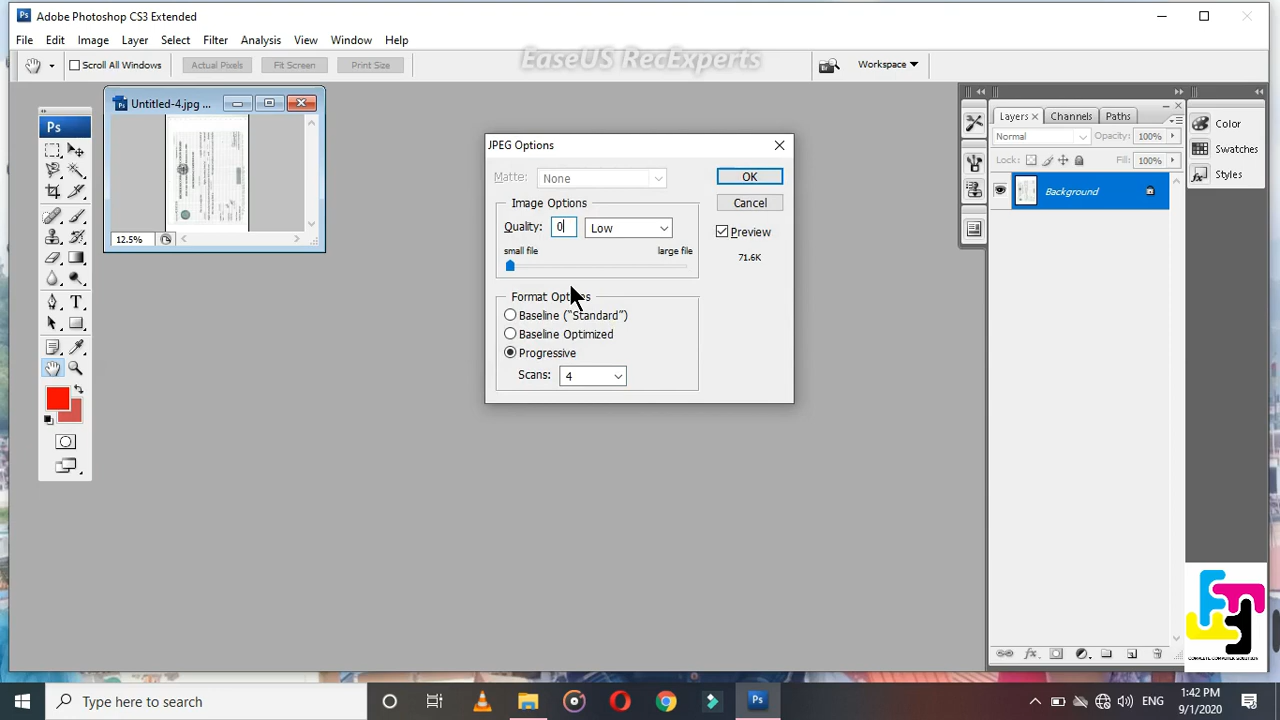 Adobe Photoshop CS3 Extended
File Edit Image Layer Select Filter Analysis View Window Help
Scroll All Windows Actual Pixels Fit Screen Print Size Workspace
EaseUS RecExperts
Untitled-4.jpg ...
12.5%
Ps
JPEG Options
Matte: None
OK
Cancel
Preview
71.6K
Image Options
Quality: 0 Low
small file large file
Format Options
Baseline ("Standard")
Baseline Optimized
Progressive
Scans: 4
Layers Channels Paths
Normal Opacity: 100%
Lock: Fill: 100%
Background
Color
Swatches
Styles
Type here to search
ENG
1:42 PM
9/1/2020